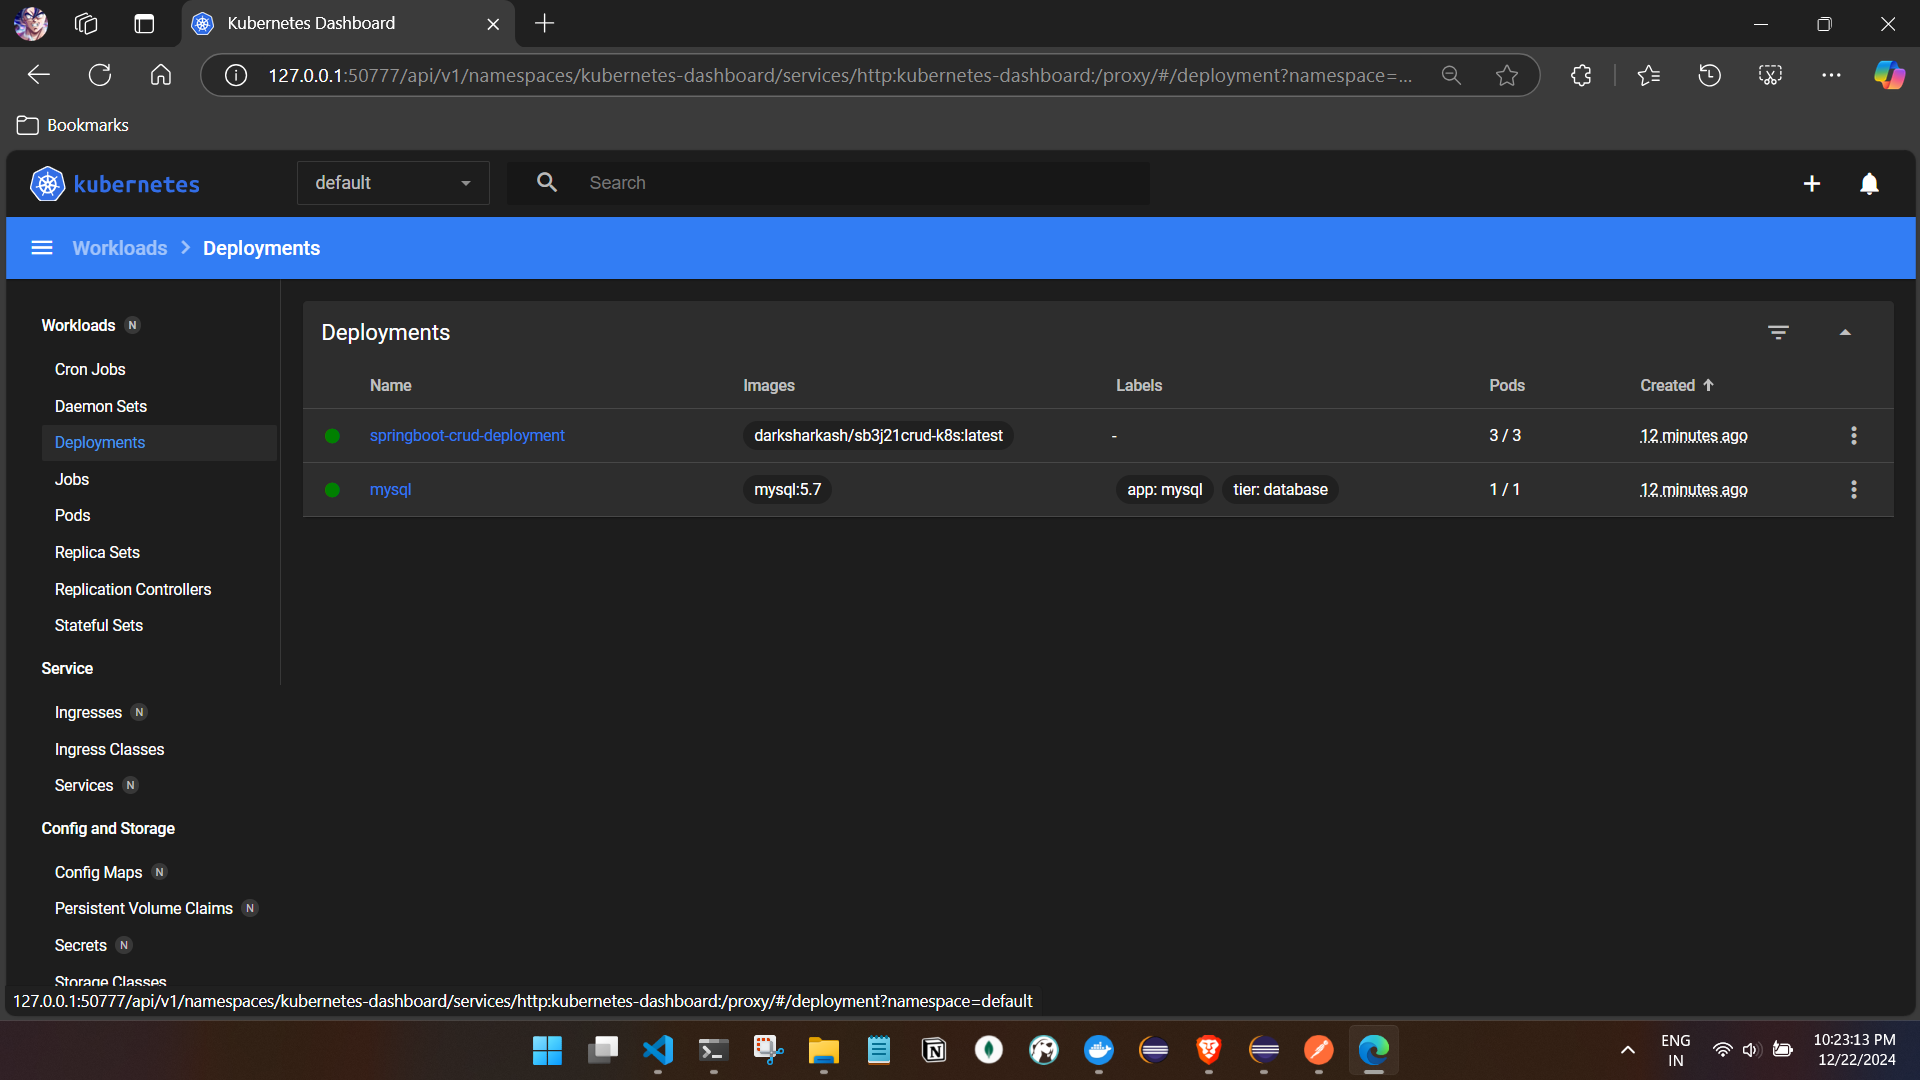 Kubernetes Dashboard
127.0.0.1:50777/api/v1/namespaces/kubernetes-dashboard/services/http:kubernetes-dashboard:/proxy/#/deployment?namespace=...
Bookmarks
kubernetes
default
Search
Workloads
Deployments
Workloads N
Cron Jobs
Daemon Sets
Deployments
Jobs
Pods
Replica Sets
Replication Controllers
Stateful Sets
Service
Ingresses N
Ingress Classes
Services N
Config and Storage
Config Maps N
Persistent Volume Claims N
Secrets N
Storage Classes
Deployments
Name Images Labels Pods Created
springboot-crud-deployment darksharkash/sb3j21crud-k8s:latest - 3 / 3 12 minutes ago
mysql mysql:5.7 app: mysql tier: database 1 / 1 12 minutes ago
127.0.0.1:50777/api/v1/namespaces/kubernetes-dashboard/services/http:kubernetes-dashboard:/proxy/#/deployment?namespace=default
ENG
IN
10:23:13 PM
12/22/2024